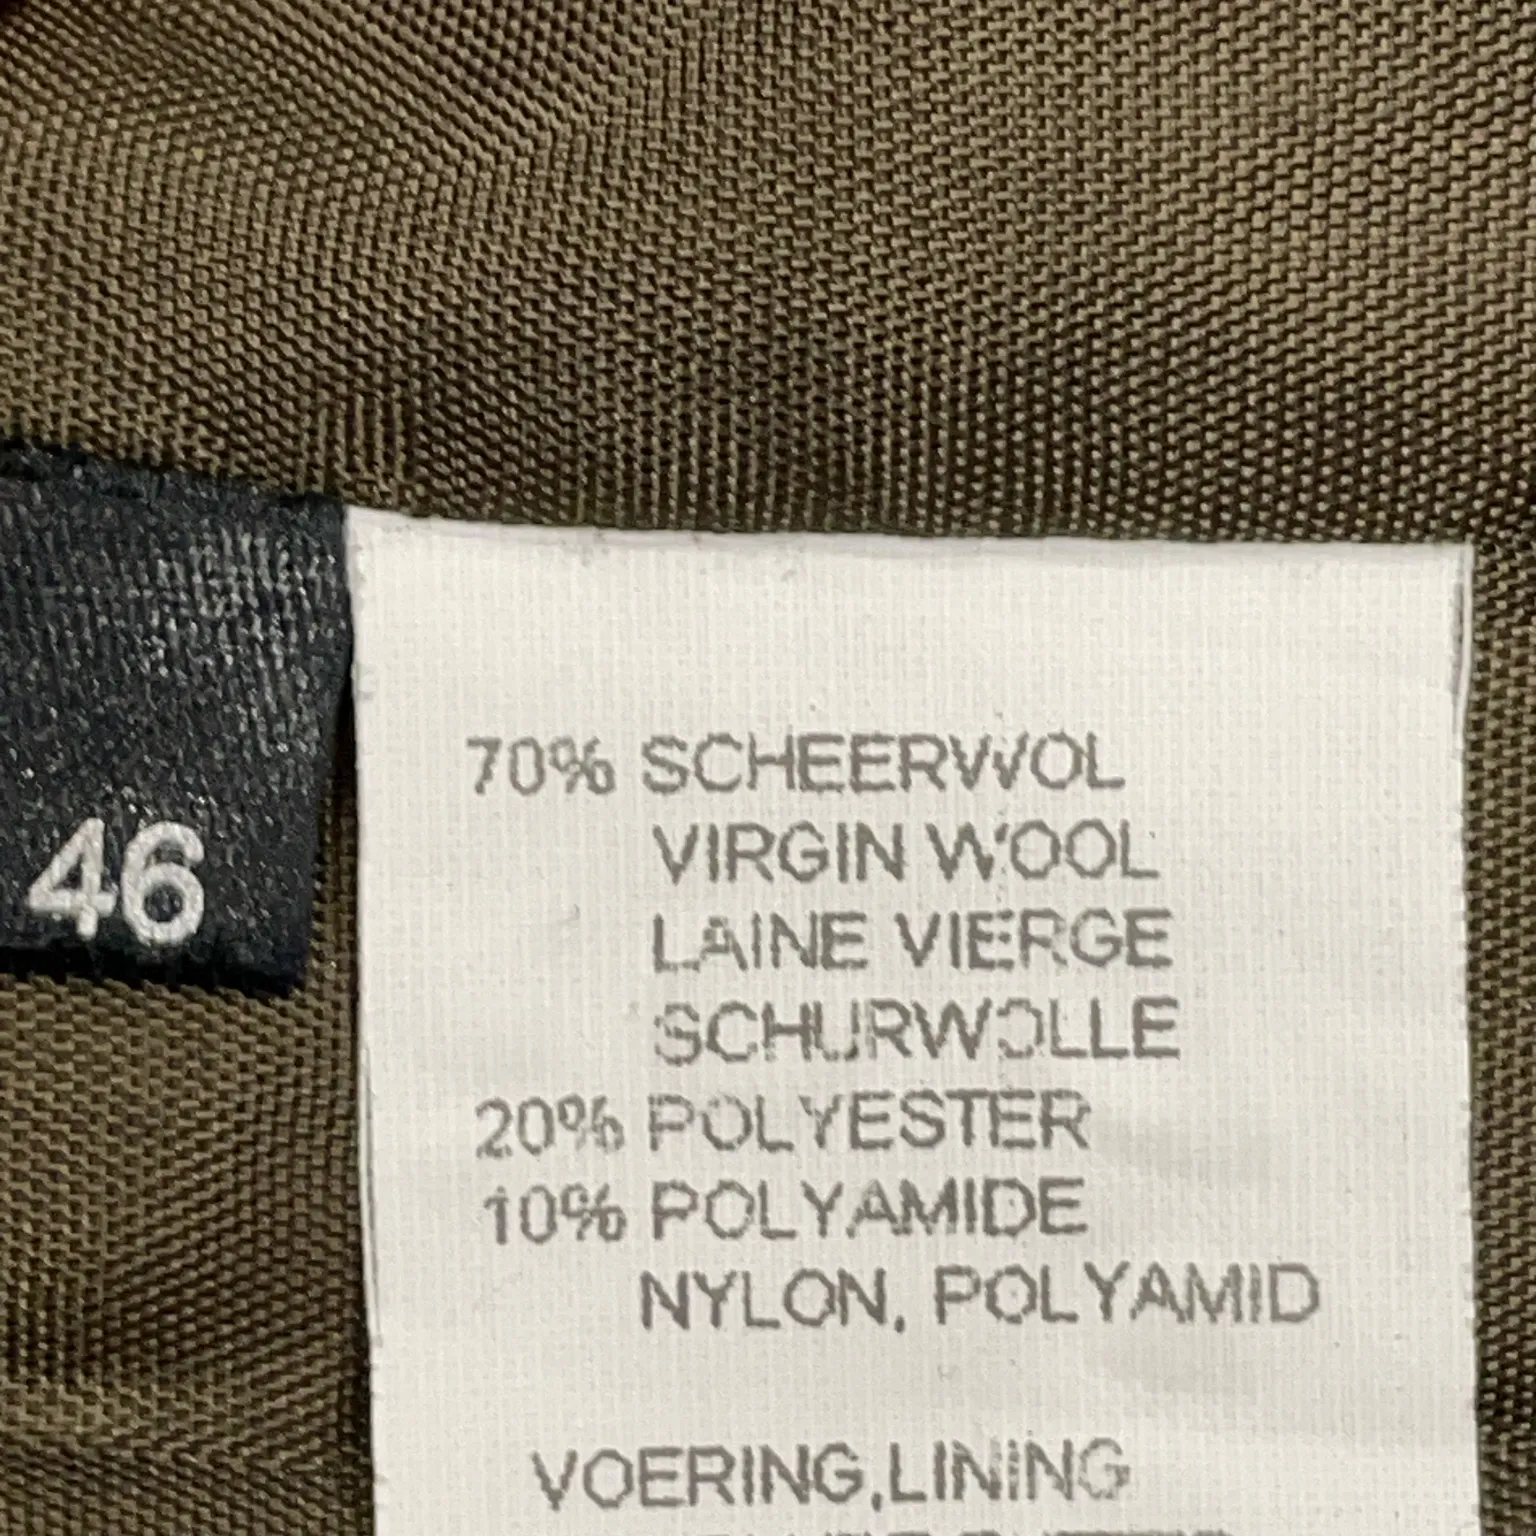 46
70% SCHEERWOL
VIRGIN WOOL
LAINE VIERGE
SCHURWOLLE
20% POLYESTER
10% POLYAMIDE
NYLON, POLYAMID
VOERING,LINING